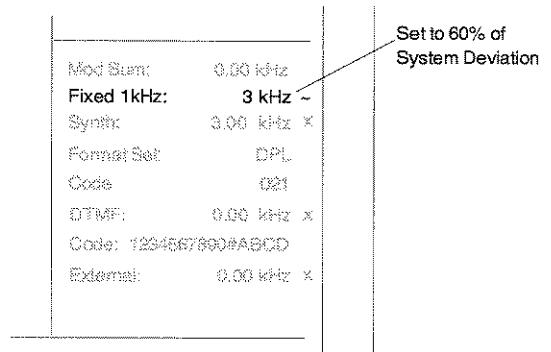 Set to 60% of
System Deviation
Mod Sum: 0.00 kHz
Fixed 1kHz: 3 kHz ~
Synth: 3.00 kHz X
Format Sel: DPL
Code 021
DTMF: 0.00 kHz X
Code: 1234567890#ABCD
External: 0.00 kHz X